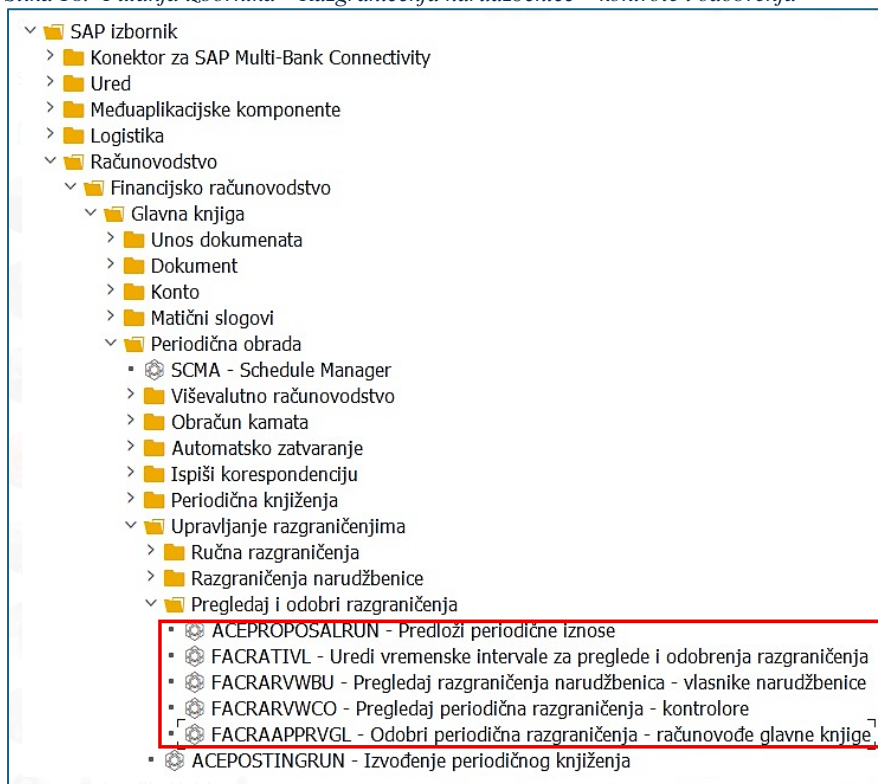 SAP izbornik
Konektor za SAP Multi-Bank Connectivity
Ured
Međuaplikacijske komponente
Logistika
Računovodstvo
Financijsko računovodstvo
Glavna knjiga
Unos dokumenata
Dokument
Konto
Matični slogovi
Periodična obrada
SCMA - Schedule Manager
Viševalutno računovodstvo
Obračun kamata
Automatsko zatvaranje
Ispiši korespondenciju
Periodična knjiženja
Upravljanje razgraničenjima
Ručna razgraničenja
Razgraničenja narudžbenice
Pregledaj i odobri razgraničenja
ACEPROPOSALRUN - Predloži periodične iznose
FACRATIVL - Uredi vremenske intervale za preglede i odobrenja razgraničenja
FACRARVWBU - Pregledaj razgraničenja narudžbenica - vlasnike narudžbenice
FACRARVWCO - Pregledaj periodična razgraničenja - kontrolore
FACRAAPPRVGL - Odobri periodična razgraničenja - računovođe glavne knjige
ACEPOSTINGRUN - Izvođenje periodičnog knjiženja